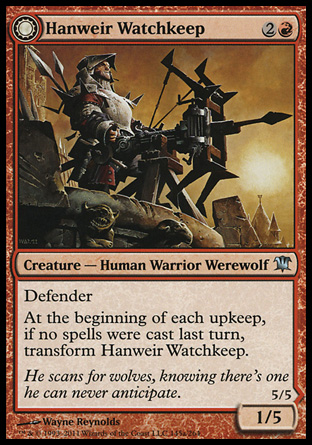 Hanweir Watchkeep 2
Creature — Human Warrior Werewolf
Defender
At the beginning of each upkeep,
if no spells were cast last turn,
transform Hanweir Watchkeep.
He scans for wolves, knowing there's one
he can never anticipate.
5/5
Wayne Reynolds
1/5